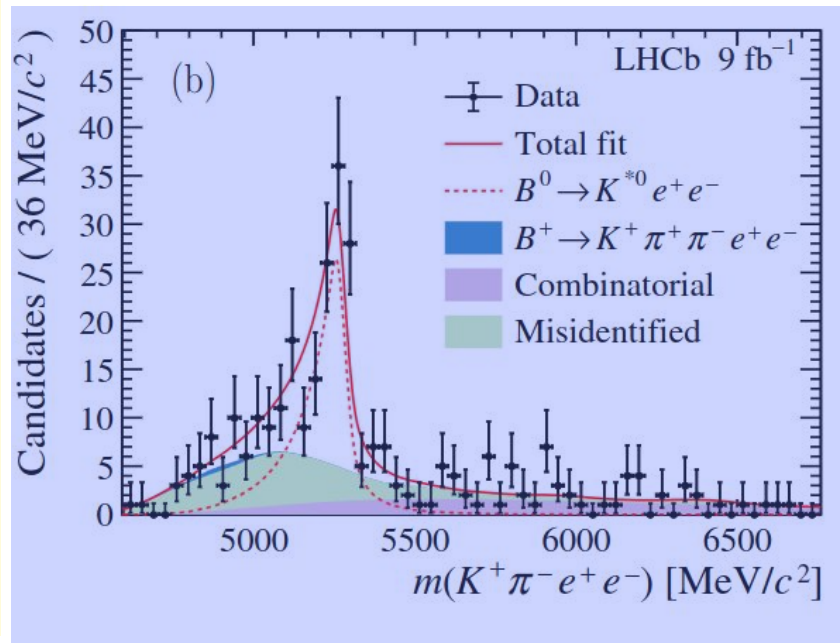 Candidates / ( 36 MeV/c²)
50
45
40
35
30
25
20
15
10
5
0
(b)
LHCb 9 fb⁻¹
Data
Total fit
B⁰ → K*⁰ e⁺ e⁻
B⁺ → K⁺ π⁺ π⁻ e⁺ e⁻
Combinatorial
Misidentified
5000 5500 6000 6500
m(K⁺ π⁻ e⁺ e⁻) [MeV/c²]